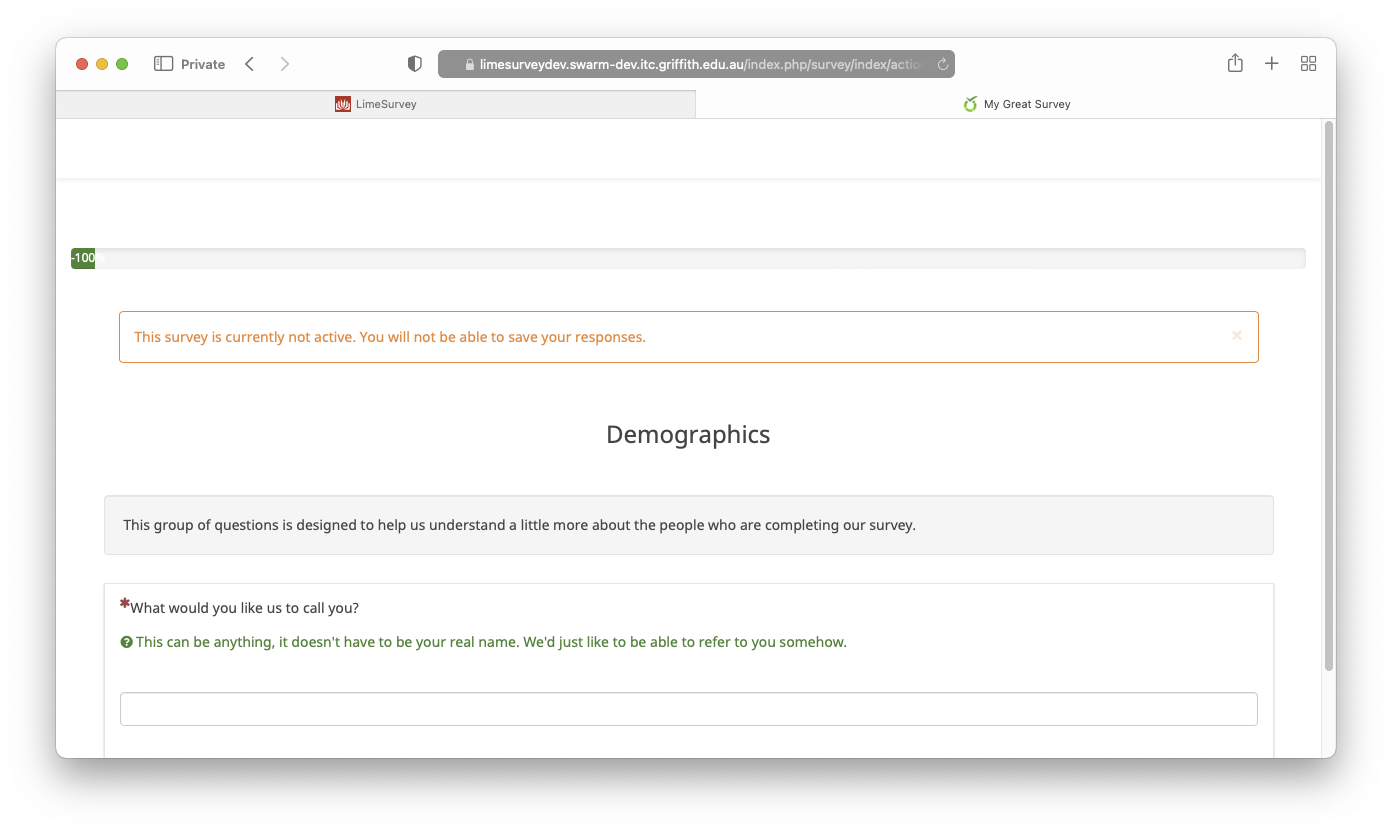 Private
limesurveydev.swarm-dev.itc.griffith.edu.au/index.php/survey/index/actio
LimeSurvey
My Great Survey
-100%
This survey is currently not active. You will not be able to save your responses.
Demographics
This group of questions is designed to help us understand a little more about the people who are completing our survey.
*What would you like us to call you?
This can be anything, it doesn't have to be your real name. We'd just like to be able to refer to you somehow.